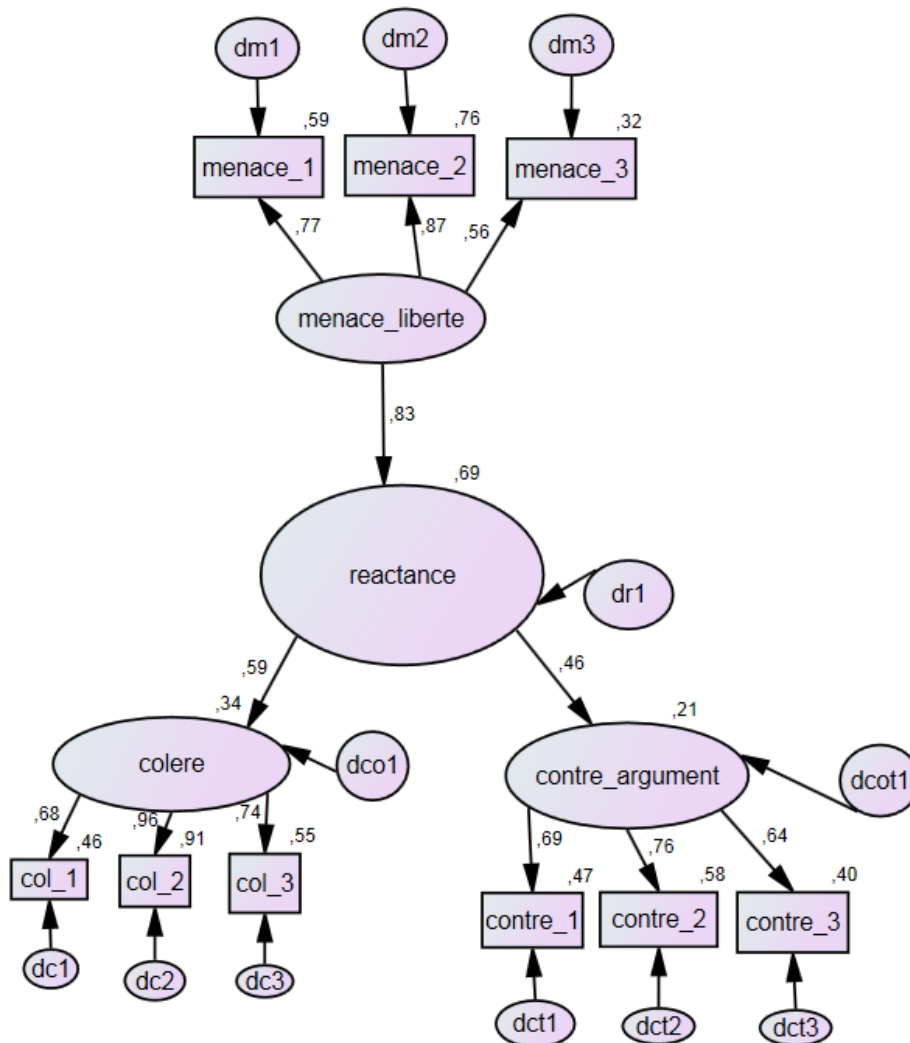 dm1
dm2
dm3
,59
,76
,32
menace_1
menace_2
menace_3
,77
,87
,56
menace_liberte
,83
,69
reactance
dr1
,59
,46
,34
,21
colere
dco1
contre_argument
dcot1
,68
,46
,96
,91
,74
,55
,69
,47
,76
,58
,64
,40
col_1
col_2
col_3
contre_1
contre_2
contre_3
dc1
dc2
dc3
dct1
dct2
dct3